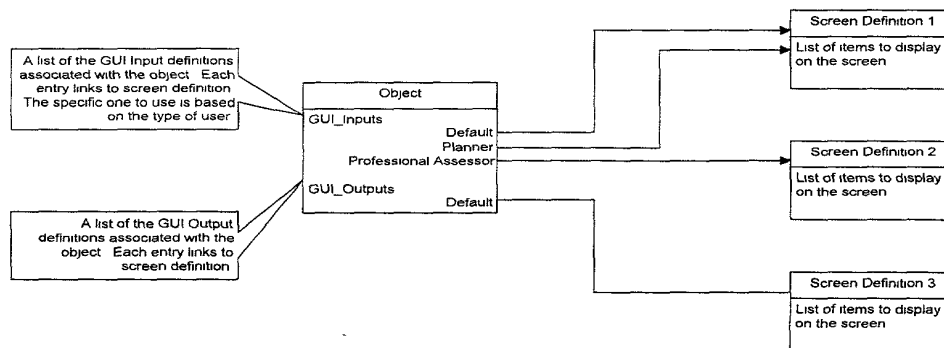 A list of the GUI Input definitions
associated with the object Each
entry links to screen definition
The specific one to use is based
on the type of user
Object
GUI_Inputs
Default
Planner
Professional Assessor
GUI_Outputs
Default
A list of the GUI Output
definitions associated with the
object Each entry links to
screen definition
Screen Definition 1
List of items to display
on the screen
Screen Definition 2
List of items to display
on the screen
Screen Definition 3
List of items to display
on the screen